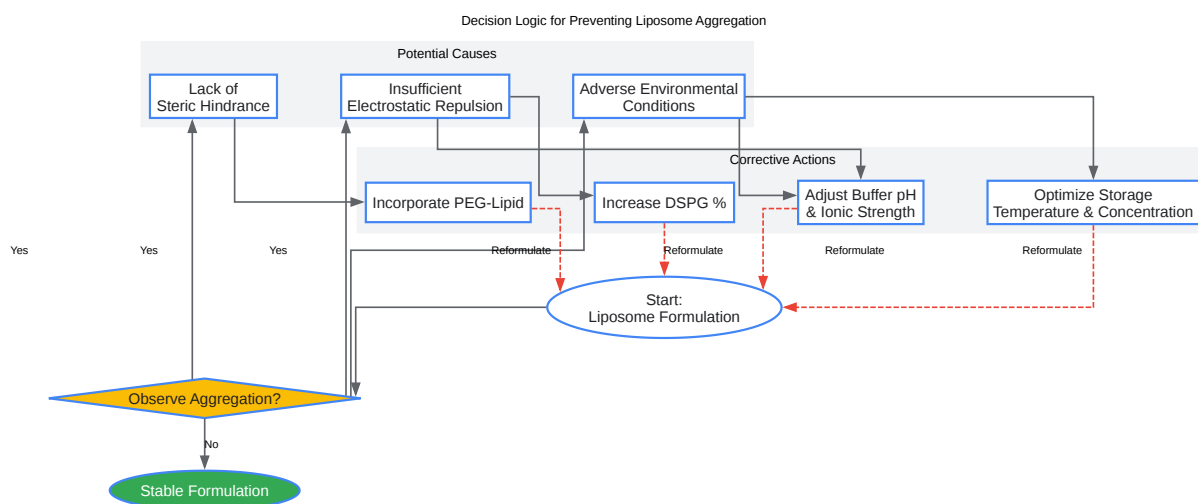 Decision Logic for Preventing Liposome Aggregation
Potential Causes
Lack of
Steric Hindrance
Insufficient
Electrostatic Repulsion
Adverse Environmental
Conditions
Corrective Actions
Incorporate PEG-Lipid
Increase DSPG %
Adjust Buffer pH
& Ionic Strength
Optimize Storage
Temperature & Concentration
Yes
Yes
Yes
Reformulate
Reformulate
Reformulate
Reformulate
Start:
Liposome Formulation
Observe Aggregation?
No
Stable Formulation